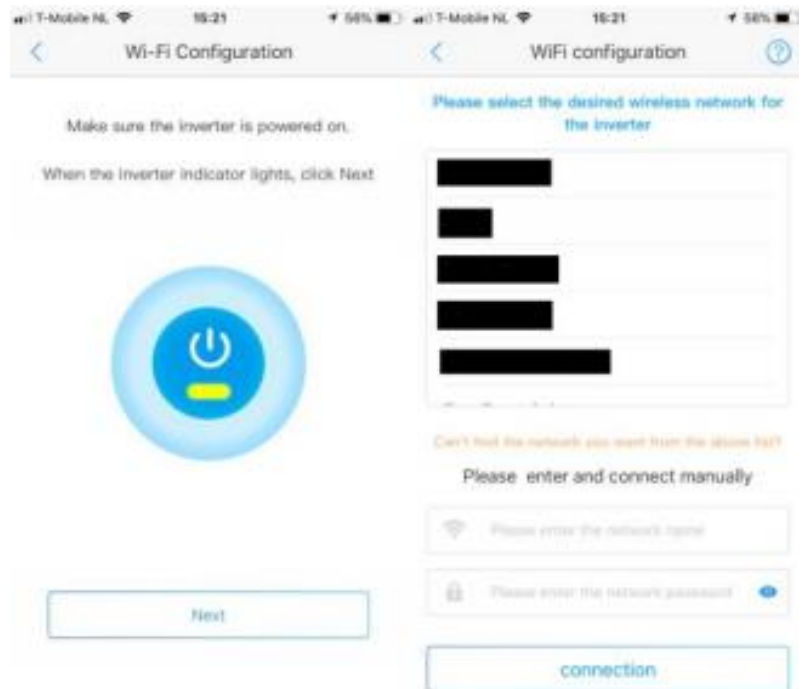 T-Mobile NL
15:21
56%
Wi-Fi Configuration
Make sure the inverter is powered on.
When the inverter indicator lights, click Next
Next
T-Mobile NL
15:21
56%
WiFi configuration
?
Please select the desired wireless network for
the inverter
Can't find the network you want from the above list?
Please enter and connect manually
Please enter the network name
Please enter the network password
connection